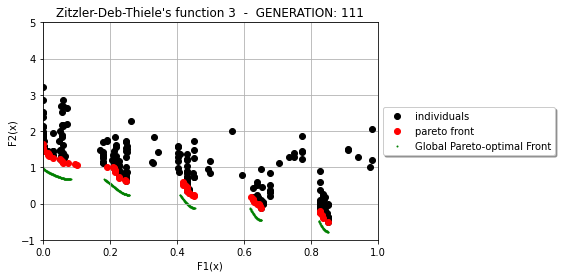 Zitzler-Deb-Thiele's function 3 - GENERATION: 111
5
4
3
2
1
0
−1
F2(x)
0.0 0.2 0.4 0.6 0.8 1.0
F1(x)
individuals
pareto front
Global Pareto-optimal Front